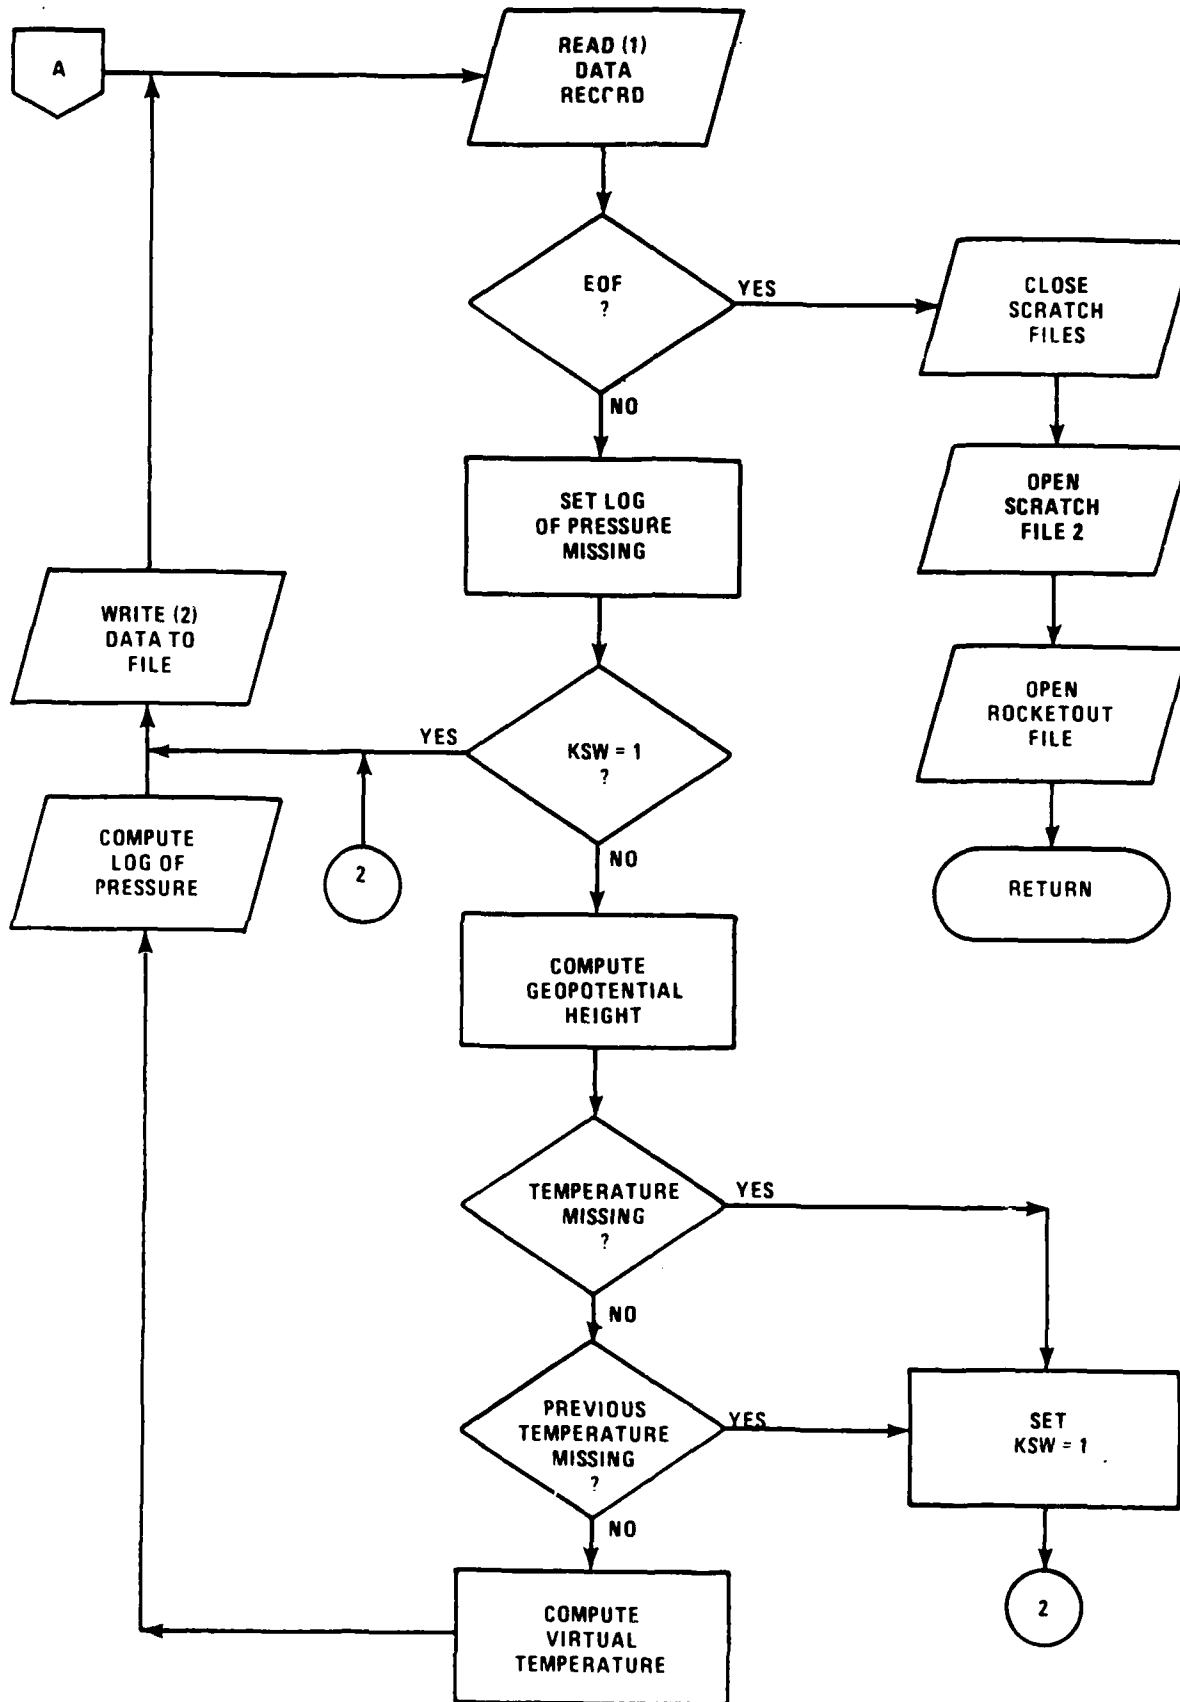 A
READ (1)
DATA
RECORD
EOF
?
YES
CLOSE
SCRATCH
FILES
NO
SET LOG
OF PRESSURE
MISSING
OPEN
SCRATCH
FILE 2
WRITE (2)
DATA TO
FILE
OPEN
ROCKETOUT
FILE
YES
KSW = 1
?
COMPUTE
LOG OF
PRESSURE
2
NO
RETURN
COMPUTE
GEOPOTENTIAL
HEIGHT
TEMPERATURE
MISSING
?
YES
NO
PREVIOUS
TEMPERATURE
MISSING
?
YES
SET
KSW = 1
NO
COMPUTE
VIRTUAL
TEMPERATURE
2